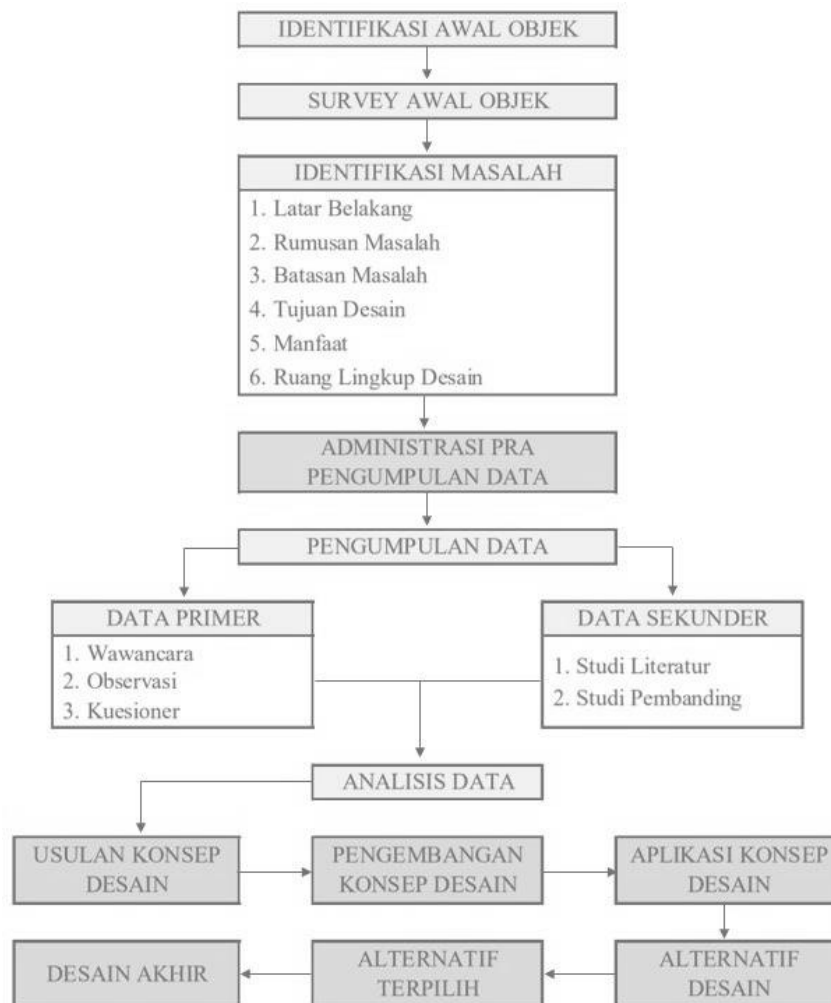 IDENTIFIKASI AWAL OBJEK
SURVEY AWAL OBJEK
IDENTIFIKASI MASALAH
1. Latar Belakang
2. Rumusan Masalah
3. Batasan Masalah
4. Tujuan Desain
5. Manfaat
6. Ruang Lingkup Desain
ADMINISTRASI PRA
PENGUMPULAN DATA
PENGUMPULAN DATA
DATA PRIMER
1. Wawancara
2. Observasi
3. Kuesioner
DATA SEKUNDER
1. Studi Literatur
2. Studi Pembanding
ANALISIS DATA
USULAN KONSEP
DESAIN
PENGEMBANGAN
KONSEP DESAIN
APLIKASI KONSEP
DESAIN
ALTERNATIF
DESAIN
ALTERNATIF
TERPILIH
DESAIN AKHIR